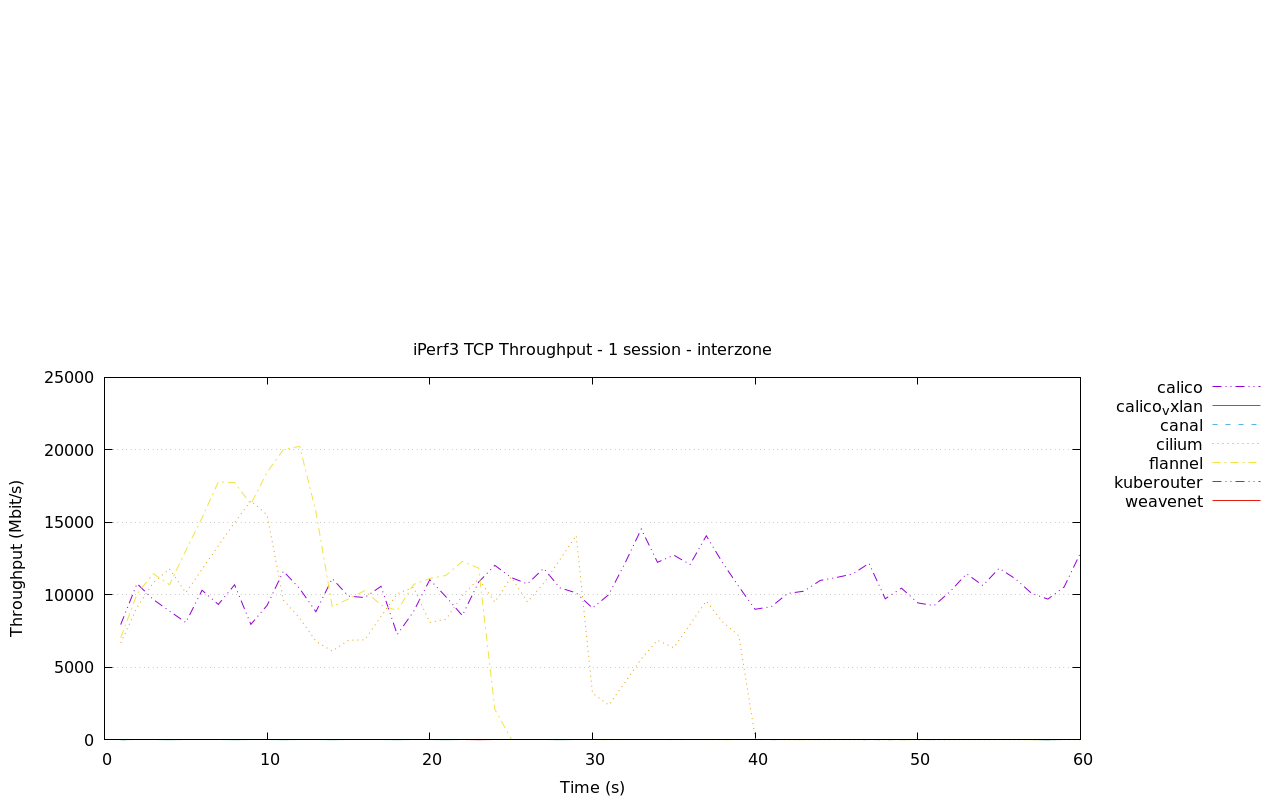 iPerf3 TCP Throughput - 1 session - interzone
Throughput (Mbit/s)
25000
20000
15000
10000
5000
0
0 10 20 30 40 50 60
Time (s)
calico
calicovxlan
canal
cilium
flannel
kuberouter
weavenet